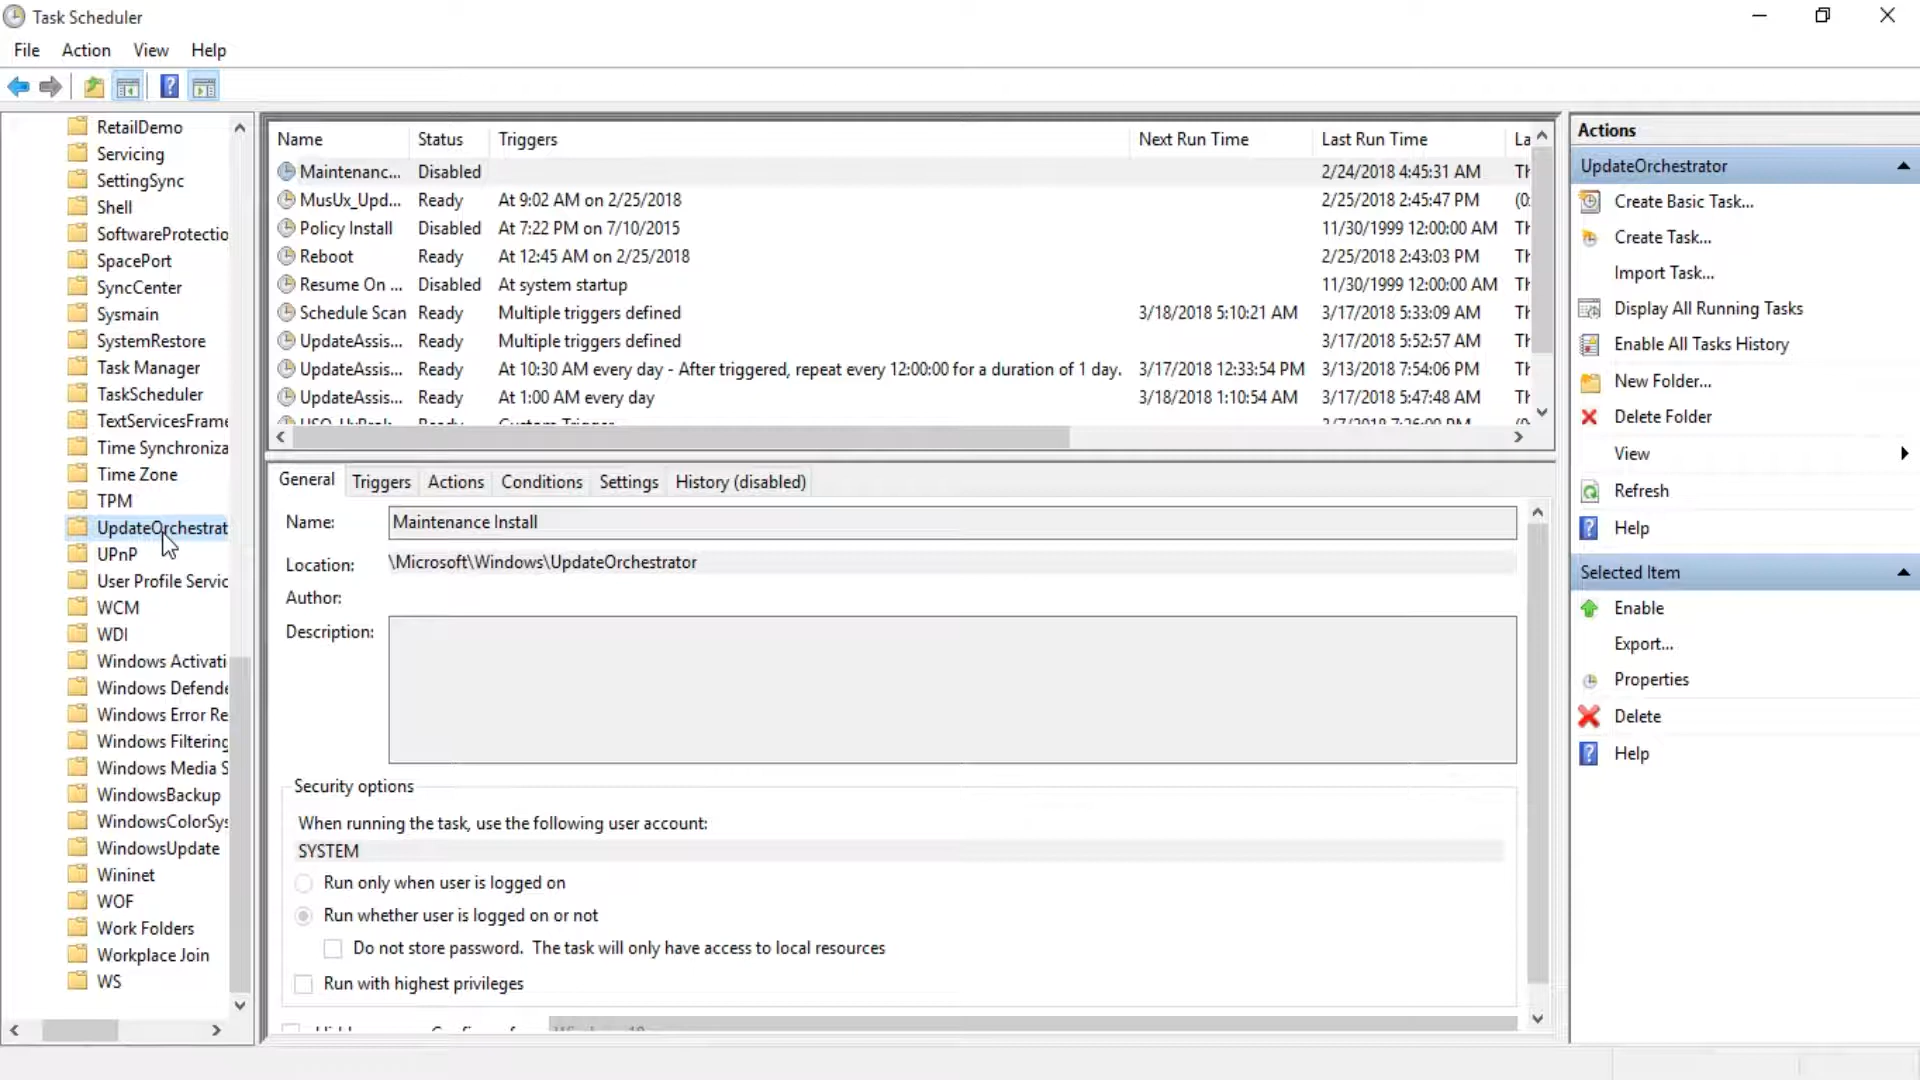 Task Scheduler
File Action View Help
RetailDemo
Servicing
SettingSync
Shell
SoftwareProtectio
SpacePort
SyncCenter
Sysmain
SystemRestore
Task Manager
TaskScheduler
TextServicesFrame
Time Synchroniza
Time Zone
TPM
UpdateOrchestrat
UPnP
User Profile Servic
WCM
WDI
Windows Activati
Windows Defende
Windows Error Re
Windows Filtering
Windows Media S
WindowsBackup
WindowsColorSys
WindowsUpdate
Wininet
WOF
Work Folders
Workplace Join
WS
Name Status Triggers Next Run Time Last Run Time La
Maintenanc... Disabled 2/24/2018 4:45:31 AM Th
MusUx_Upd... Ready At 9:02 AM on 2/25/2018 2/25/2018 2:45:47 PM (0:
Policy Install Disabled At 7:22 PM on 7/10/2015 11/30/1999 12:00:00 AM Th
Reboot Ready At 12:45 AM on 2/25/2018 2/25/2018 2:43:03 PM Th
Resume On ... Disabled At system startup 11/30/1999 12:00:00 AM Th
Schedule Scan Ready Multiple triggers defined 3/18/2018 5:10:21 AM 3/17/2018 5:33:09 AM Th
UpdateAssis... Ready Multiple triggers defined 3/17/2018 5:52:57 AM Th
UpdateAssis... Ready At 10:30 AM every day - After triggered, repeat every 12:00:00 for a duration of 1 day. 3/17/2018 12:33:54 PM 3/13/2018 7:54:06 PM Th
UpdateAssis... Ready At 1:00 AM every day 3/18/2018 1:10:54 AM 3/17/2018 5:47:48 AM Th
Ready Custom Trigger
General Triggers Actions Conditions Settings History (disabled)
Name: Maintenance Install
Location: \Microsoft\Windows\UpdateOrchestrator
Author:
Description:
Security options
When running the task, use the following user account:
SYSTEM
Run only when user is logged on
Run whether user is logged on or not
Do not store password. The task will only have access to local resources
Run with highest privileges
Actions
UpdateOrchestrator
Create Basic Task...
Create Task...
Import Task...
Display All Running Tasks
Enable All Tasks History
New Folder...
Delete Folder
View
Refresh
Help
Selected Item
Enable
Export...
Properties
Delete
Help